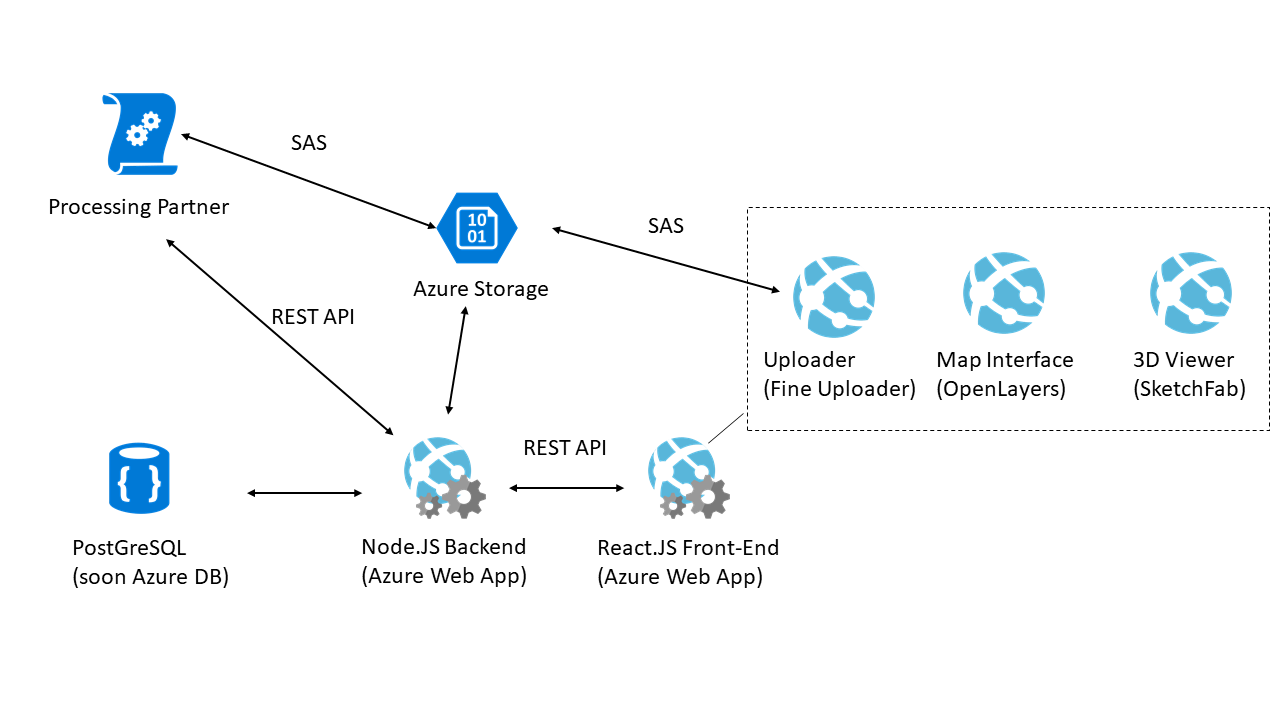 SAS
Processing Partner
10
01
SAS
Azure Storage
REST API
Uploader
(Fine Uploader)
Map Interface
(OpenLayers)
3D Viewer
(SketchFab)
REST API
{ }
PostGreSQL
(soon Azure DB)
Node.JS Backend
(Azure Web App)
React.JS Front-End
(Azure Web App)